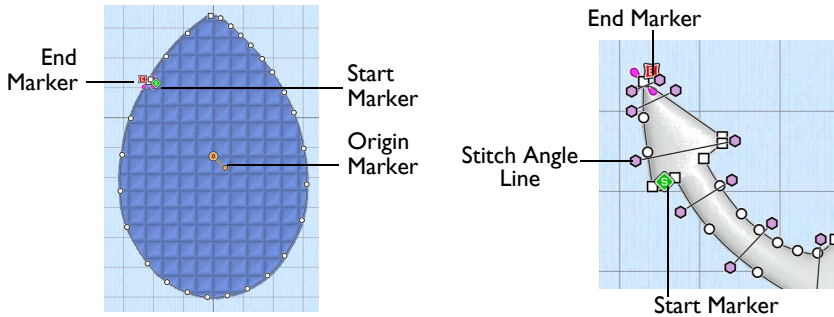 End
Marker
Start
Marker
Origin
Marker
End Marker
Stitch Angle
Line
Start Marker